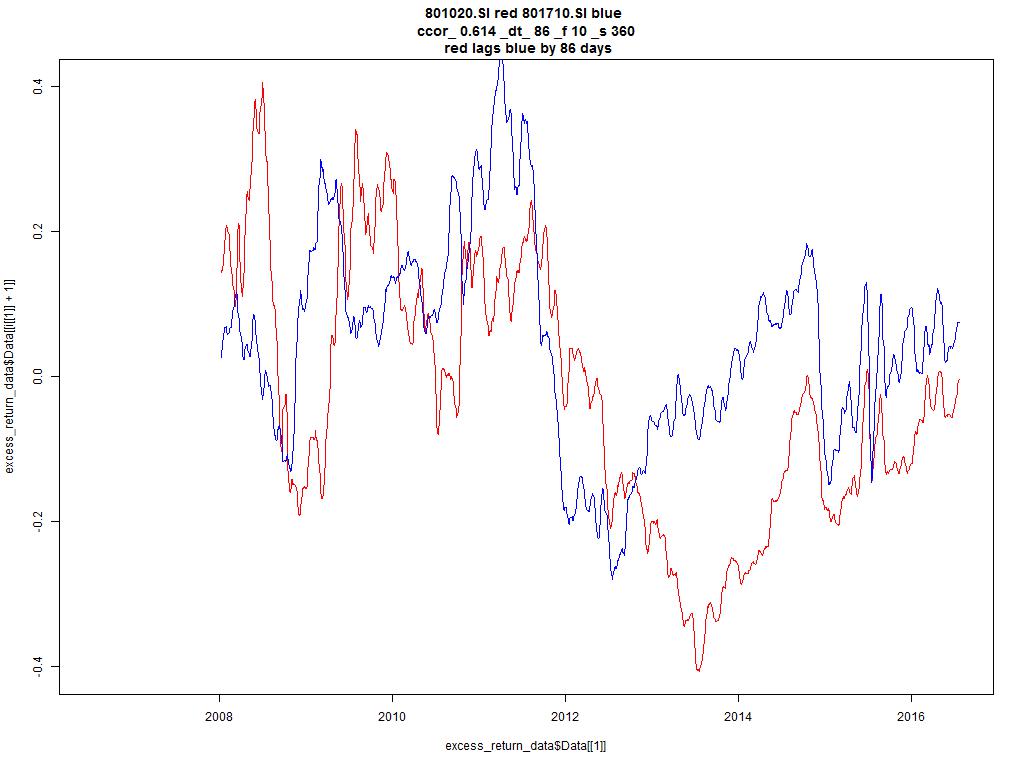 801020.SI red 801710.SI blue
ccor_ 0.614 _dt_ 86 _f 10 _s 360
red lags blue by 86 days
0.4
0.2
0.0
-0.2
-0.4
excess_return_data$Data[[i[[1]] + 1]]
2008 2010 2012 2014 2016
excess_return_data$Data[[1]]